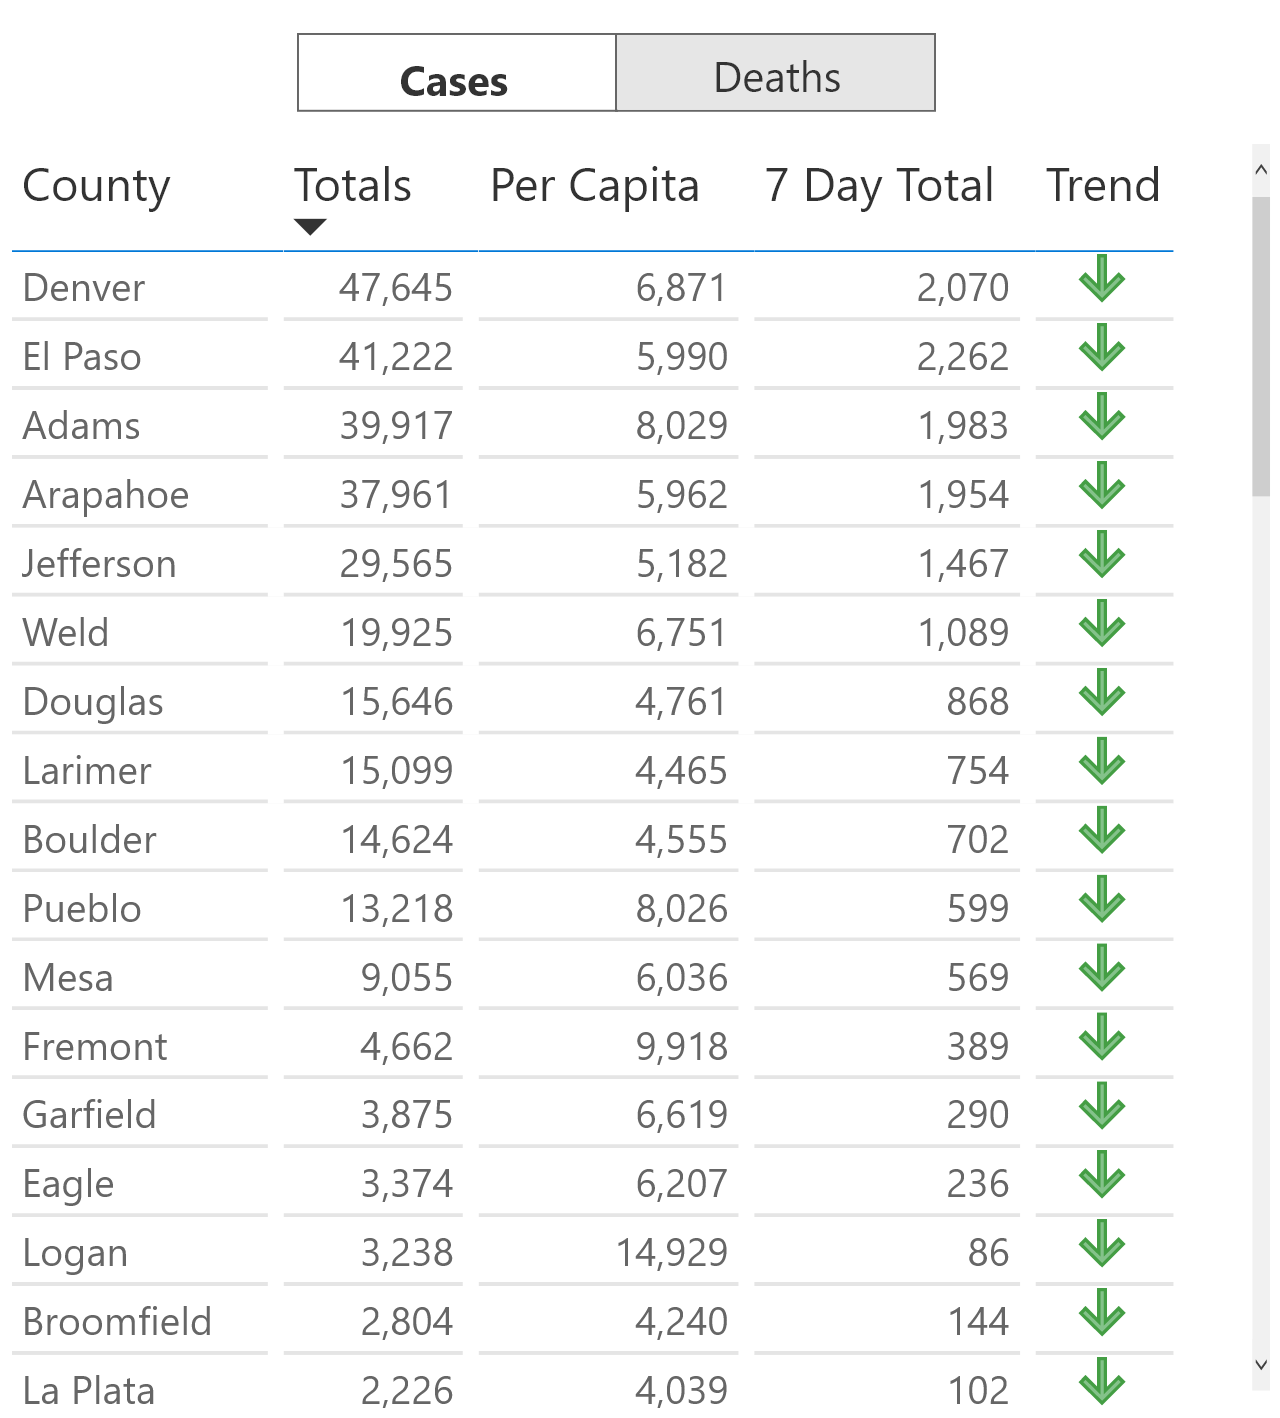 Cases Deaths
County Totals Per Capita 7 Day Total Trend
Denver 47,645 6,871 2,070
El Paso 41,222 5,990 2,262
Adams 39,917 8,029 1,983
Arapahoe 37,961 5,962 1,954
Jefferson 29,565 5,182 1,467
Weld 19,925 6,751 1,089
Douglas 15,646 4,761 868
Larimer 15,099 4,465 754
Boulder 14,624 4,555 702
Pueblo 13,218 8,026 599
Mesa 9,055 6,036 569
Fremont 4,662 9,918 389
Garfield 3,875 6,619 290
Eagle 3,374 6,207 236
Logan 3,238 14,929 86
Broomfield 2,804 4,240 144
La Plata 2,226 4,039 102